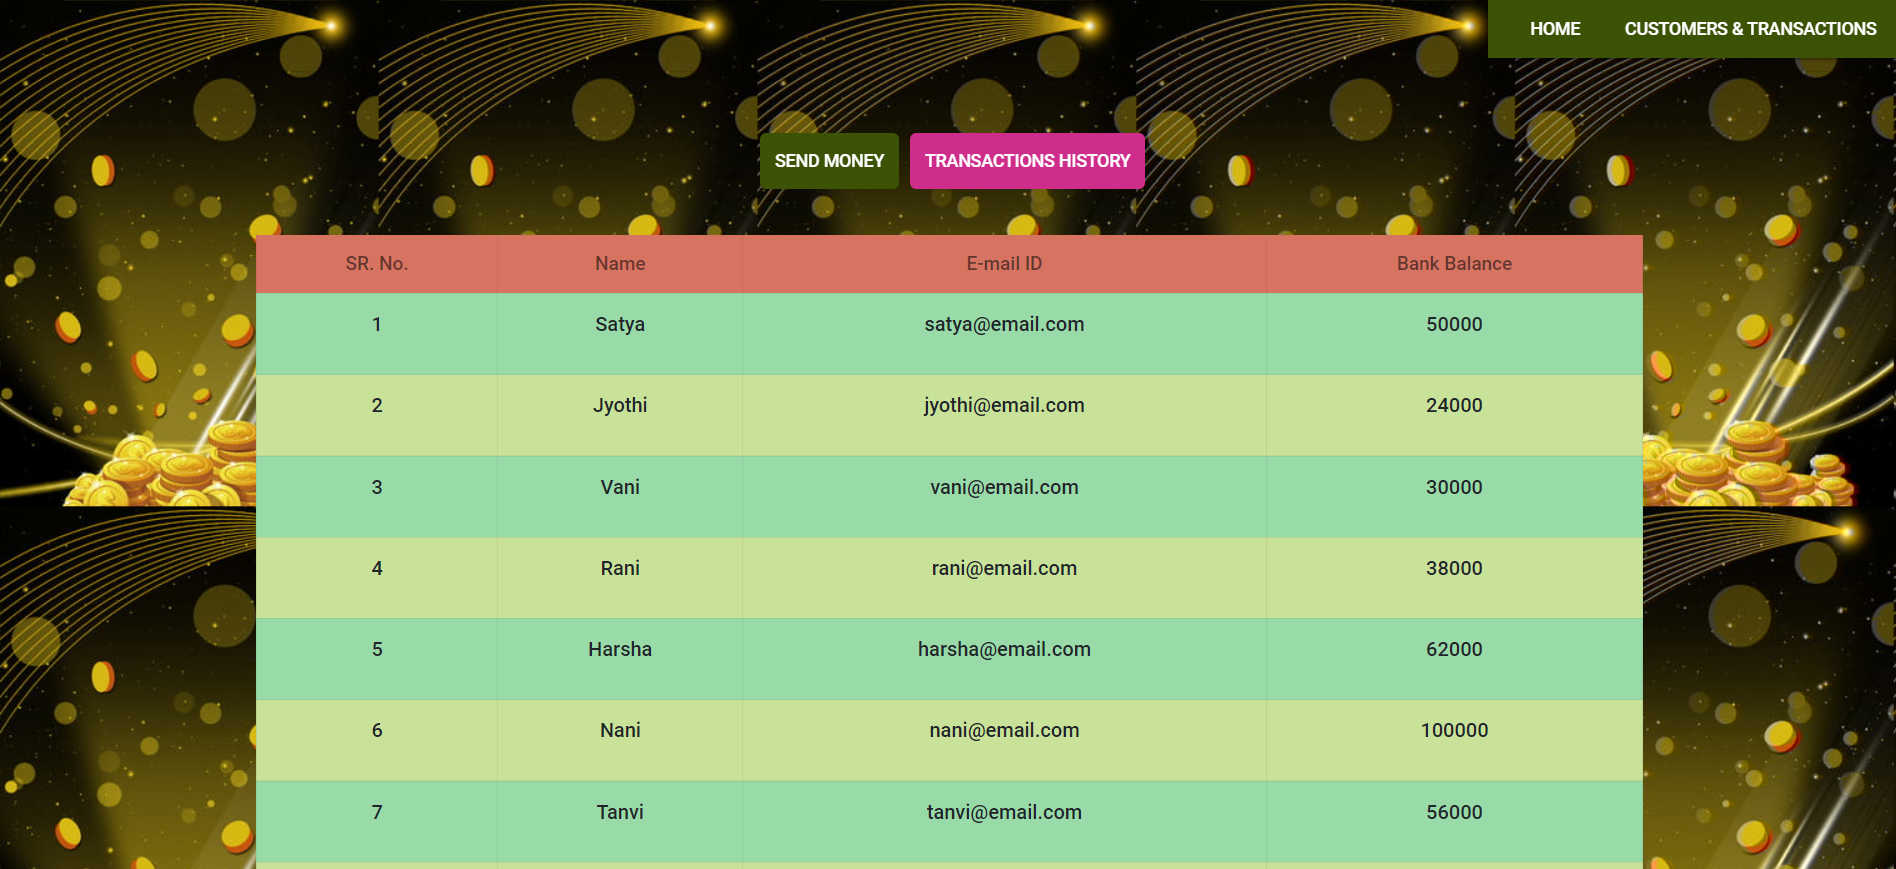 HOME CUSTOMERS & TRANSACTIONS
SEND MONEY TRANSACTIONS HISTORY
SR. No. Name E-mail ID Bank Balance
1 Satya satya@email.com 50000
2 Jyothi jyothi@email.com 24000
3 Vani vani@email.com 30000
4 Rani rani@email.com 38000
5 Harsha harsha@email.com 62000
6 Nani nani@email.com 100000
7 Tanvi tanvi@email.com 56000